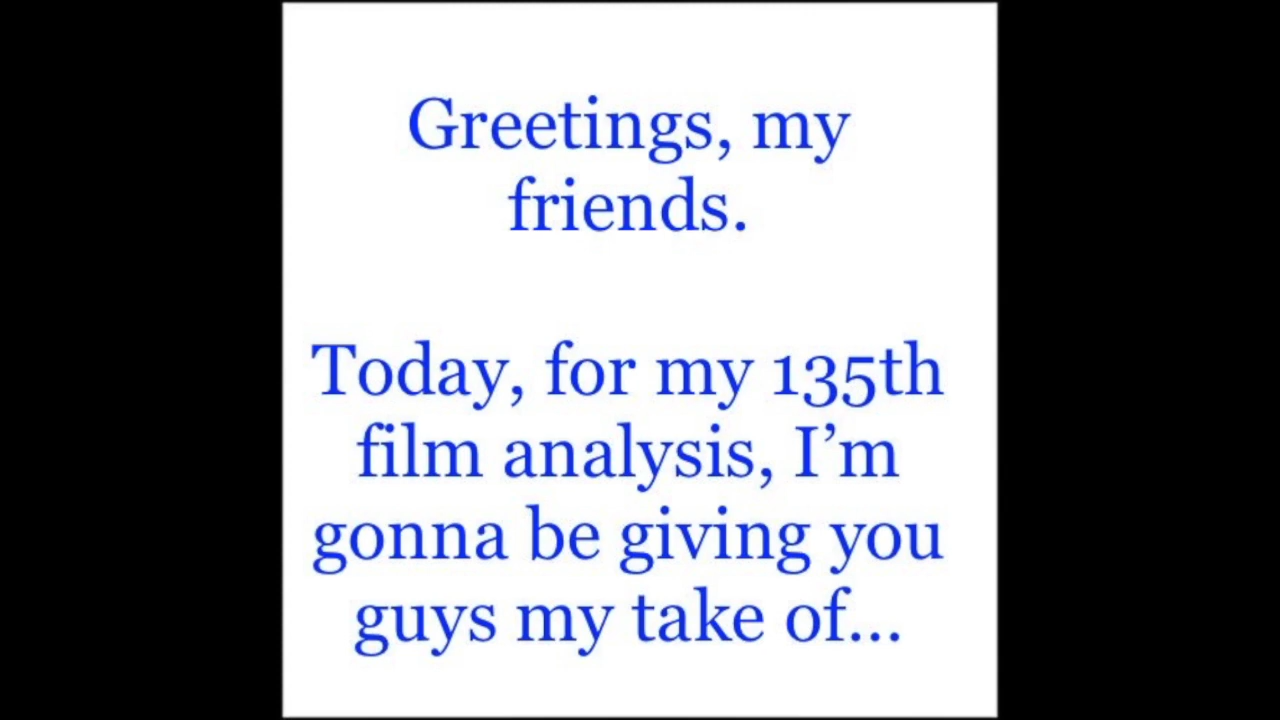 Greetings, my
friends.
Today, for my 135th
film analysis, I’m
gonna be giving you
guys my take of...